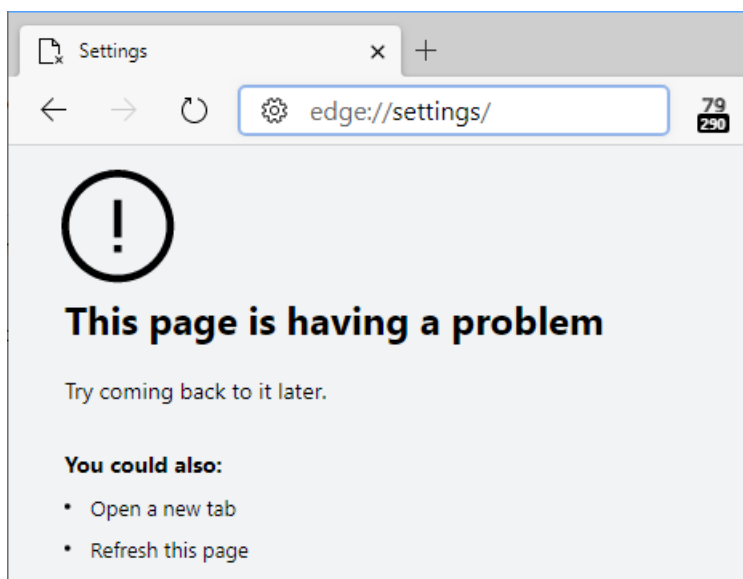 Settings
edge://settings/
79
290
!
This page is having a problem
Try coming back to it later.
You could also:
• Open a new tab
• Refresh this page